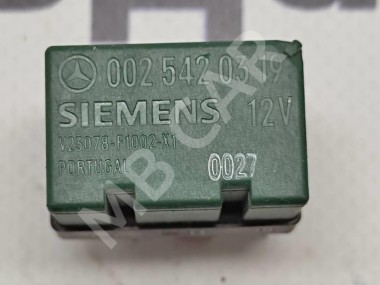 002 542 03 19
SIEMENS 12V
V23078-F1002-X1
PORTUGAL 0027
MB CAR